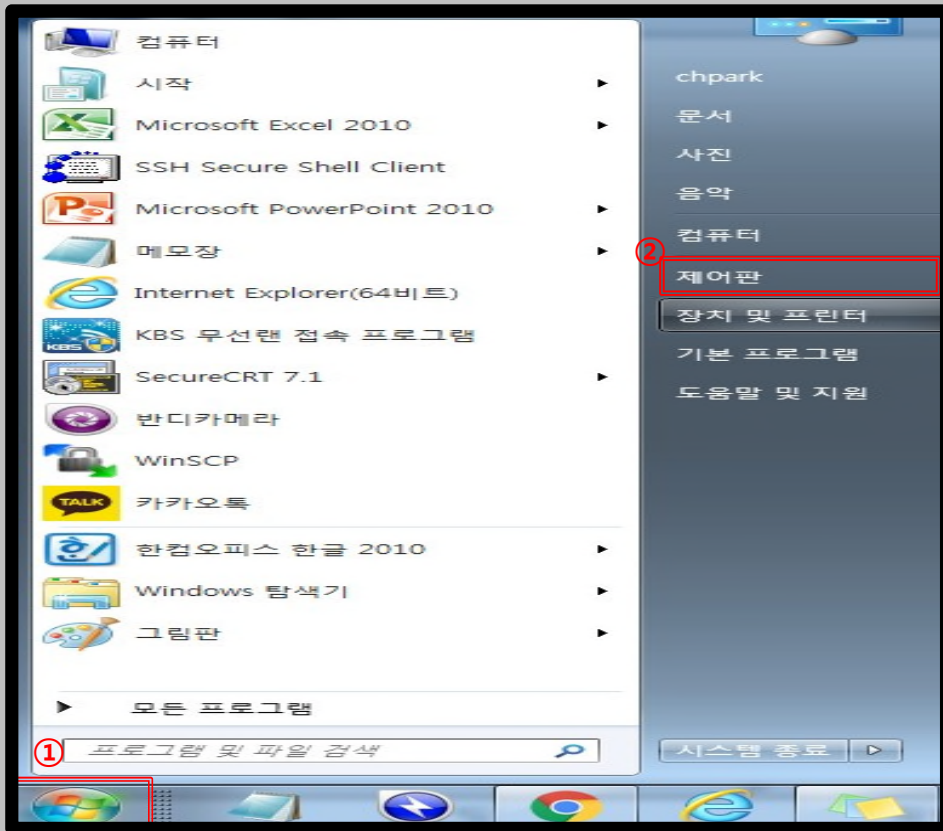 컴퓨터
시작
Microsoft Excel 2010
SSH Secure Shell Client
Microsoft PowerPoint 2010
메모장
Internet Explorer(64비트)
KBS 무선랜 접속 프로그램
KBS
SecureCRT 7.1
반디카메라
WinSCP
TALK
카카오톡
한컴오피스 한글 2010
Windows 탐색기
그림판
모든 프로그램
① 프로그램 및 파일 검색
chpark
문서
사진
음악
컴퓨터
② 제어판
장치 및 프린터
기본 프로그램
도움말 및 지원
시스템 종료